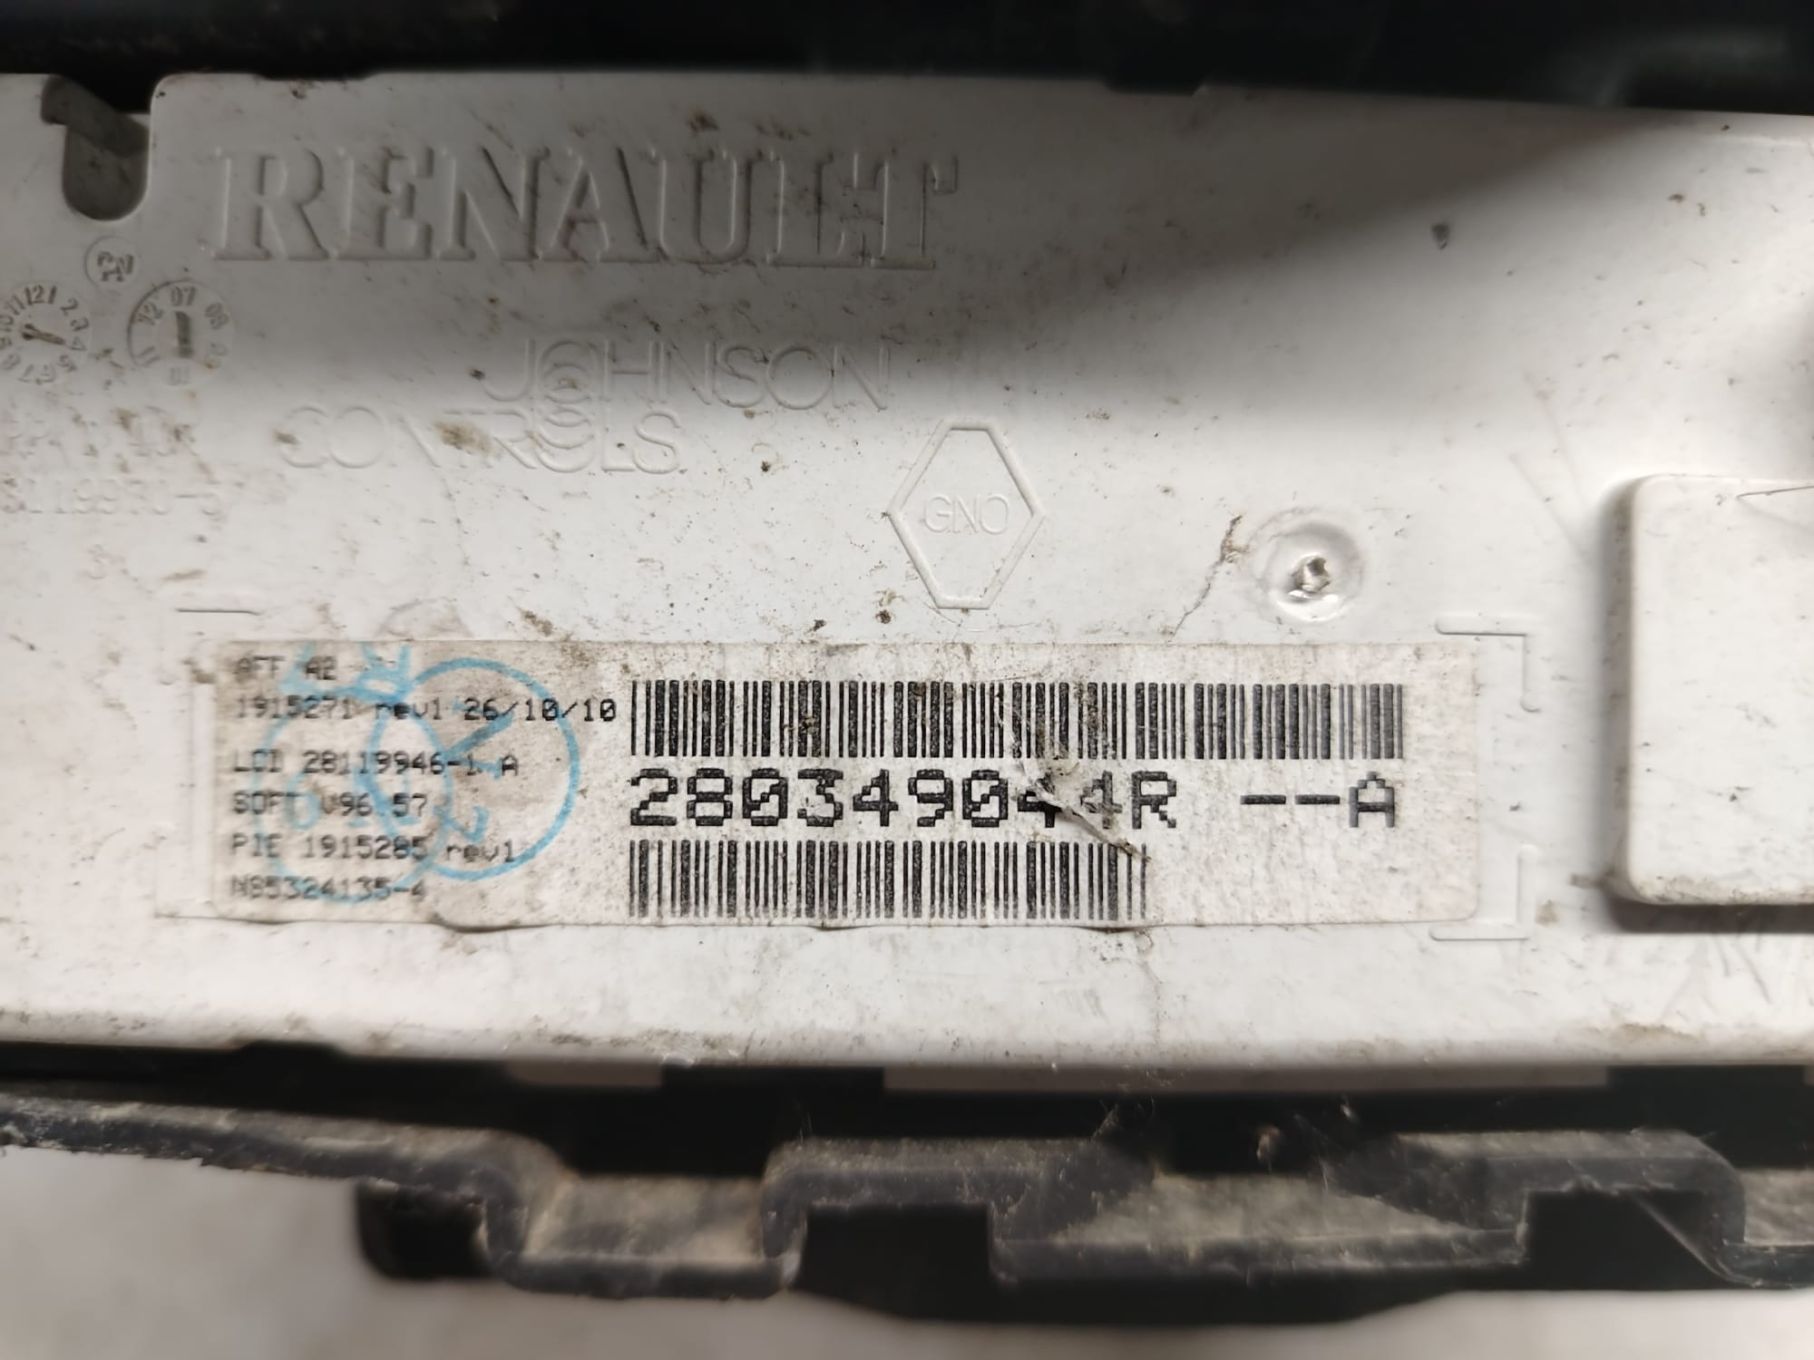 RENAULT
JOHNSON
CONTROLS
GNO
AFF A2
1915271 rev1 26/10/10
LCD 28119946-1 A
SOFT V96.57
PIE 1915285 rev1
N85324135-4
280349044R --A